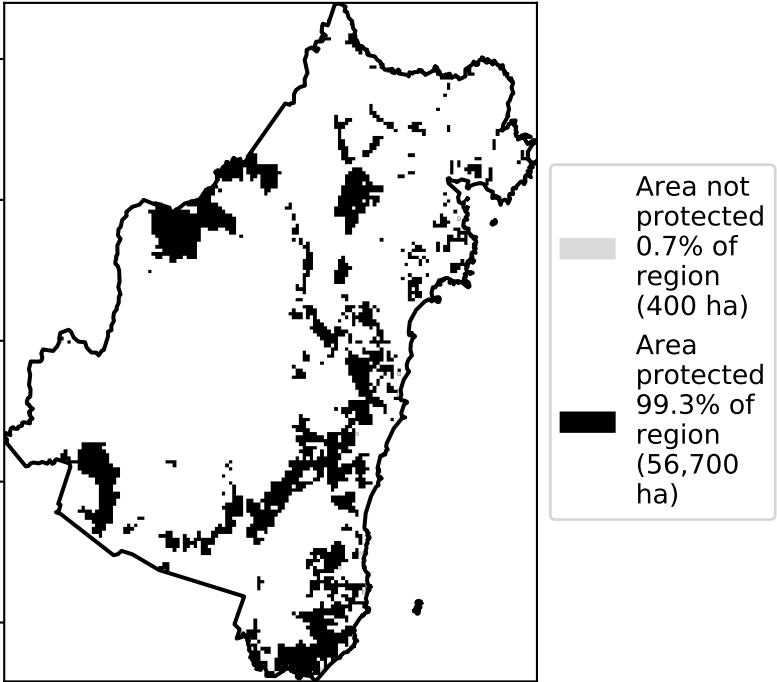 Area not
protected
0.7% of
region
(400 ha)
Area
protected
99.3% of
region
(56,700
ha)